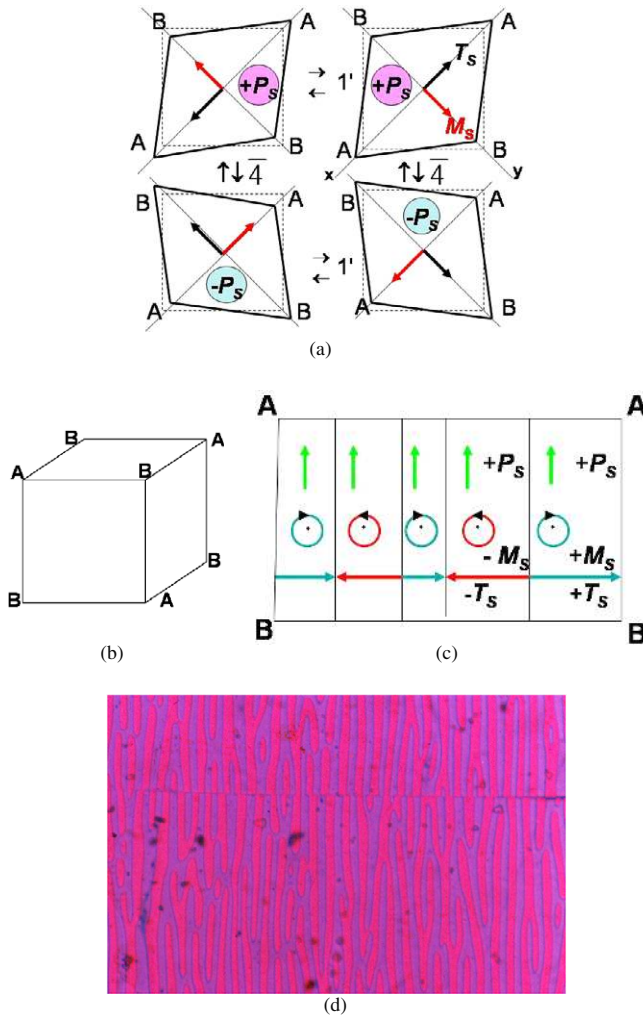 B A B A
+Pₛ → ← 1' +Pₛ Tₛ Mₛ
A B A B
↑↓ 4̅ x ↑↓ 4̅ y
B A B A
-Pₛ → ← 1' -Pₛ
A B A B
(a)
B A
A B
B
B A
(b)
A A
+Pₛ +Pₛ
- Mₛ +Mₛ
-Tₛ +Tₛ
B B
(c)
(d)